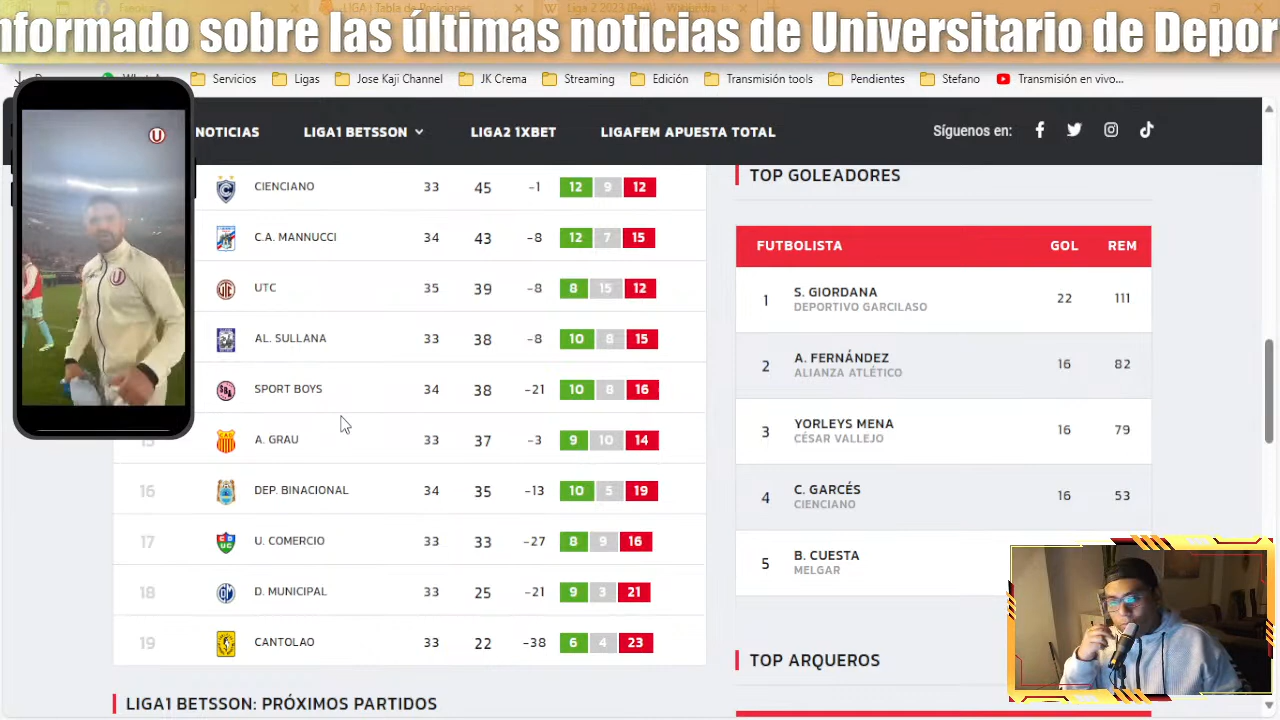 nformado sobre las últimas noticias de Universitario de Depor
Servicios
Ligas
Jose Kaji Channel
JK Crema
Streaming
Edición
Transmisión tools
Pendientes
Stefano
Transmisión en vivo...
NOTICIAS
LIGA1 BETSSON
LIGA2 1XBET
LIGAFEM APUESTA TOTAL
Síguenos en:
CIENCIANO 33 45 -1 12 9 12
C.A. MANNUCCI 34 43 -8 12 7 15
UTC 35 39 -8 8 15 12
AL. SULLANA 33 38 -8 10 8 15
SPORT BOYS 34 38 -21 10 8 16
A. GRAU 33 37 -3 9 10 14
16 DEP. BINACIONAL 34 35 -13 10 5 19
17 U. COMERCIO 33 33 -27 8 9 16
18 D. MUNICIPAL 33 25 -21 9 3 21
19 CANTOLAO 33 22 -38 6 4 23
LIGA1 BETSSON: PRÓXIMOS PARTIDOS
TOP GOLEADORES
FUTBOLISTA GOL REM
1 S. GIORDANA 22 111
DEPORTIVO GARCILASO
2 A. FERNÁNDEZ 16 82
ALIANZA ATLÉTICO
3 YORLEYS MENA 16 79
CÉSAR VALLEJO
4 C. GARCÉS 16 53
CIENCIANO
5 B. CUESTA
MELGAR
TOP ARQUEROS